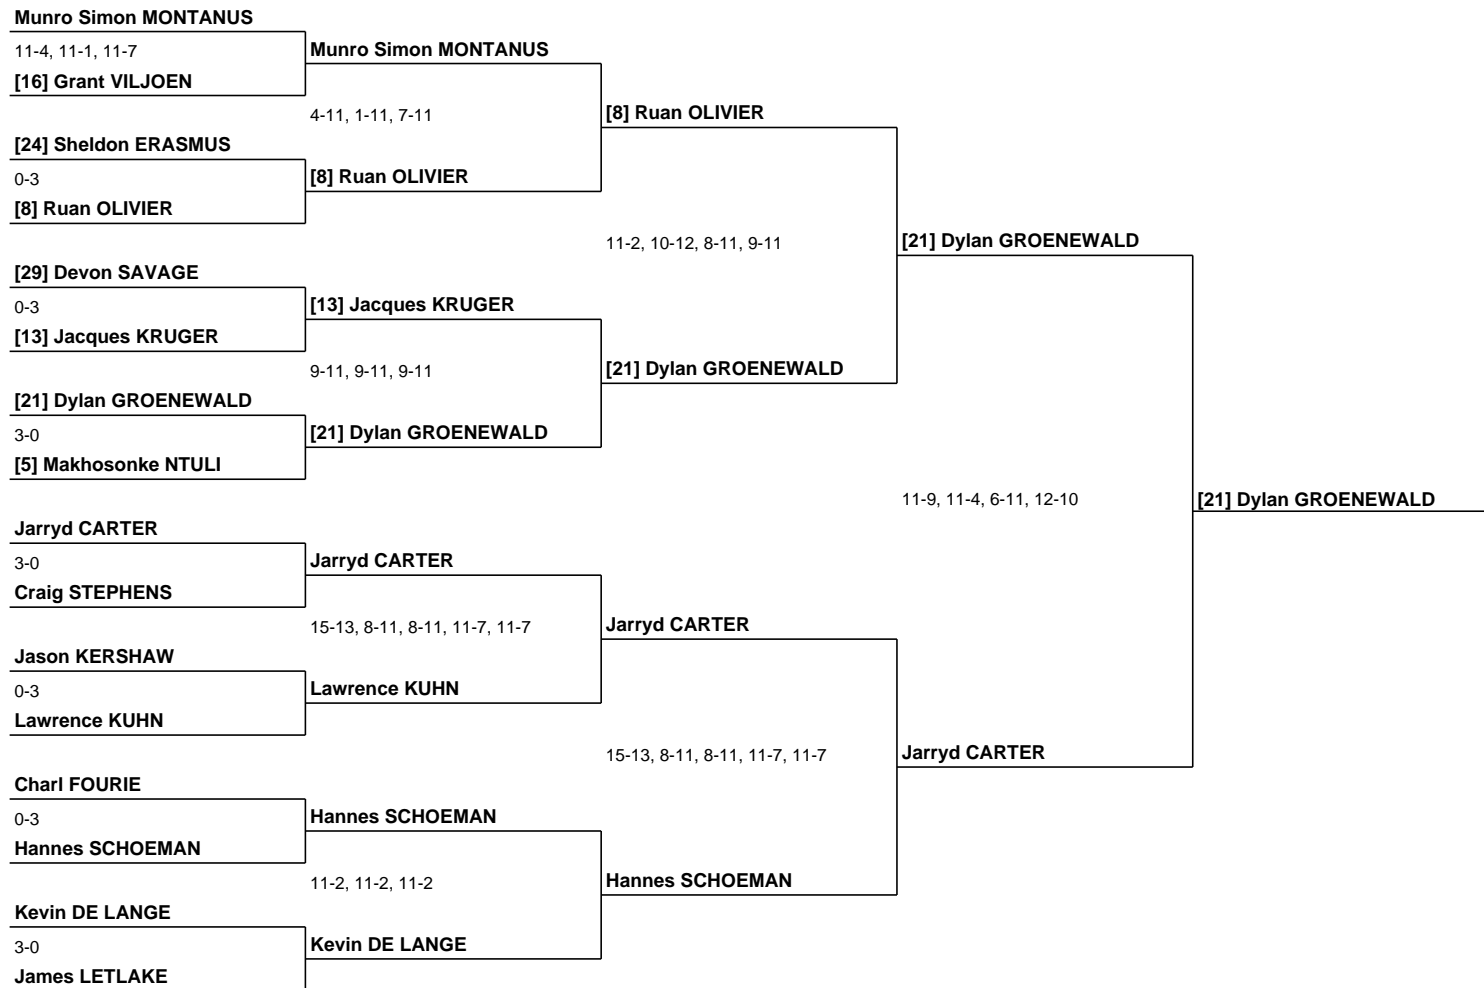 Munro Simon MONTANUS
11-4, 11-1, 11-7
[16] Grant VILJOEN
[24] Sheldon ERASMUS
0-3
[8] Ruan OLIVIER
[29] Devon SAVAGE
0-3
[13] Jacques KRUGER
[21] Dylan GROENEWALD
3-0
[5] Makhosonke NTULI
Jarryd CARTER
3-0
Craig STEPHENS
Jason KERSHAW
0-3
Lawrence KUHN
Charl FOURIE
0-3
Hannes SCHOEMAN
Kevin DE LANGE
3-0
James LETLAKE
Munro Simon MONTANUS
4-11, 1-11, 7-11
[8] Ruan OLIVIER
[13] Jacques KRUGER
9-11, 9-11, 9-11
[21] Dylan GROENEWALD
Jarryd CARTER
15-13, 8-11, 8-11, 11-7, 11-7
Lawrence KUHN
Hannes SCHOEMAN
11-2, 11-2, 11-2
Kevin DE LANGE
[8] Ruan OLIVIER
11-2, 10-12, 8-11, 9-11
[21] Dylan GROENEWALD
Jarryd CARTER
15-13, 8-11, 8-11, 11-7, 11-7
Hannes SCHOEMAN
[21] Dylan GROENEWALD
11-9, 11-4, 6-11, 12-10
Jarryd CARTER
[21] Dylan GROENEWALD